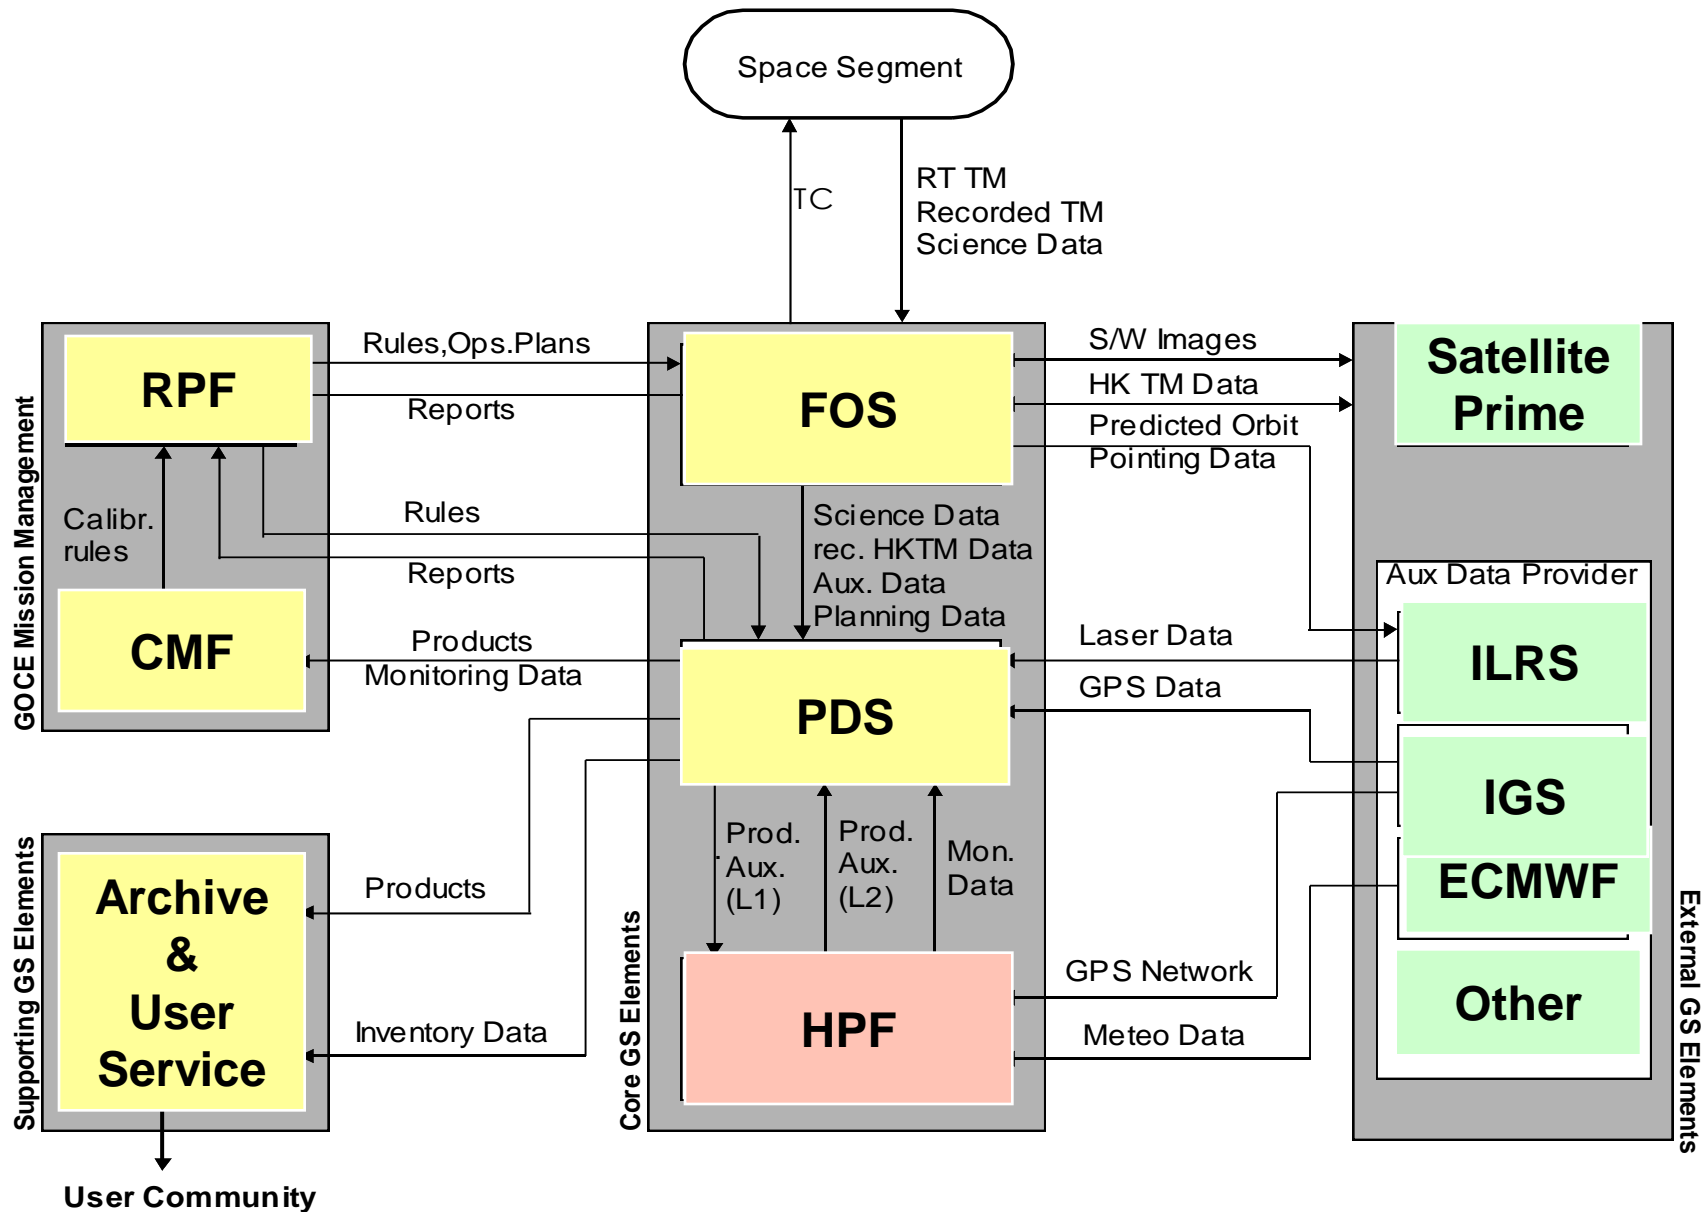 Space Segment
TC
RT TM
Recorded TM
Science Data
GOCE Mission Management
RPF
Calibr.
rules
CMF
Rules,Ops.Plans
Reports
Rules
Reports
Products
Monitoring Data
Core GS Elements
FOS
Science Data
rec. HKTM Data
Aux. Data
Planning Data
PDS
Prod.
Aux.
(L1)
Prod.
Aux.
(L2)
Mon.
Data
HPF
S/W Images
HK TM Data
Predicted Orbit
Pointing Data
Laser Data
GPS Data
GPS Network
Meteo Data
External GS Elements
Satellite
Prime
Aux Data Provider
ILRS
IGS
ECMWF
Other
Supporting GS Elements
Archive
&
User
Service
Products
Inventory Data
User Community